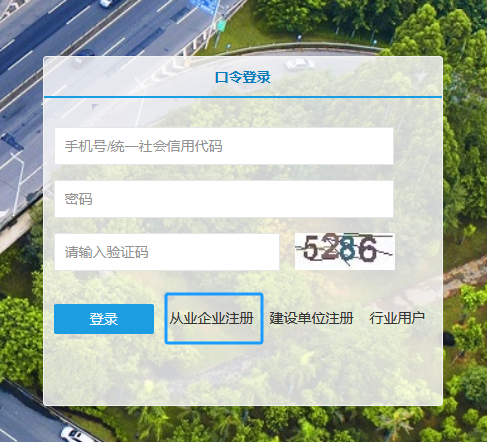 口令登录
手机号/统一社会信用代码
密码
请输入验证码 5286
登录 从业企业注册 建设单位注册 行业用户